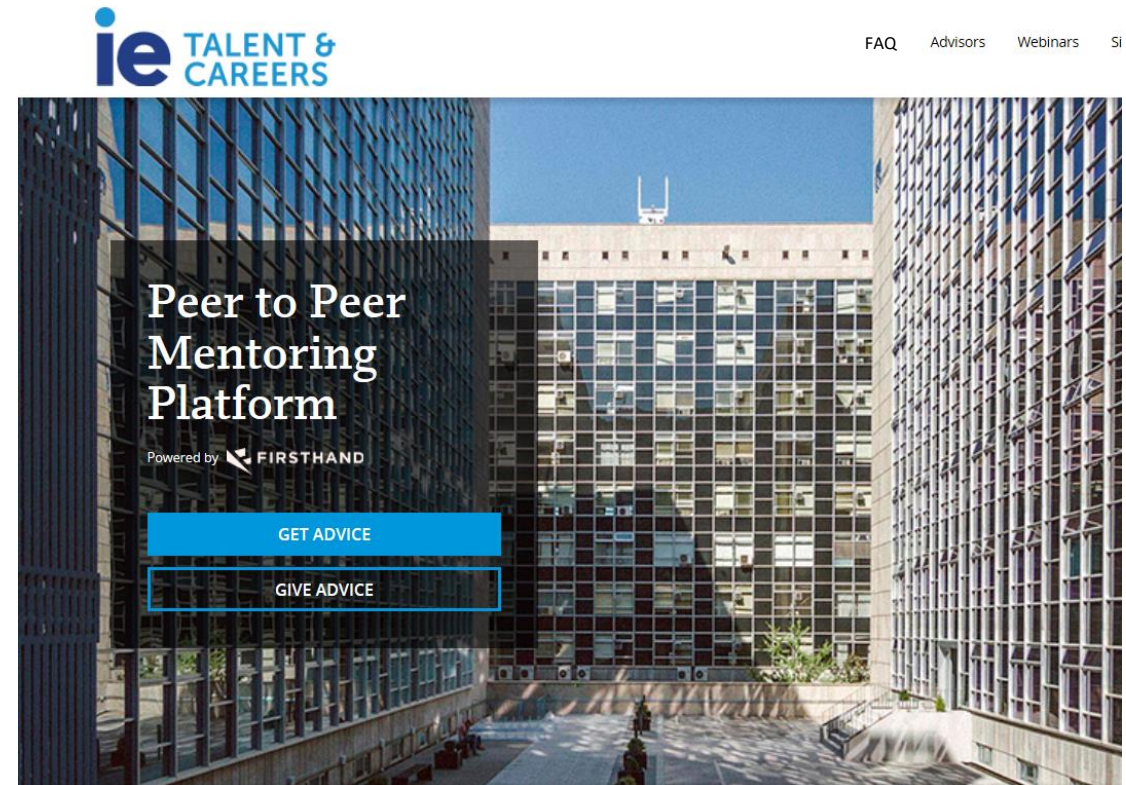 ie TALENT &
CAREERS
FAQ Advisors Webinars
Peer to Peer
Mentoring
Platform
Powered by FIRSTHAND
GET ADVICE
GIVE ADVICE